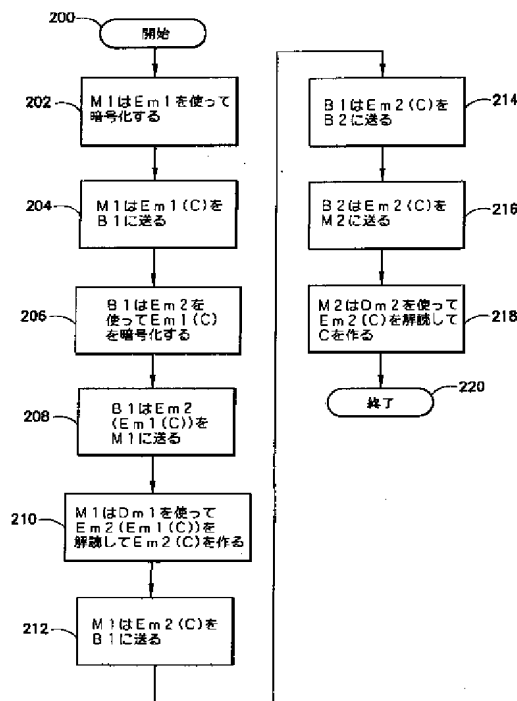 200
開始
202
M1はEm1を使って
暗号化する
204
M1はEm1(C)を
B1に送る
206
B1はEm2を
使ってEm1(C)
を暗号化する
208
B1はEm2
(Em1(C))を
M1に送る
210
M1はDm1を使って
Em2(Em1(C))を
解読してEm2(C)を作る
212
M1はEm2(C)を
B1に送る
214
B1はEm2(C)を
B2に送る
216
B2はEm2(C)を
M2に送る
218
M2はDm2を使って
Em2(C)を解読して
Cを作る
220
終了